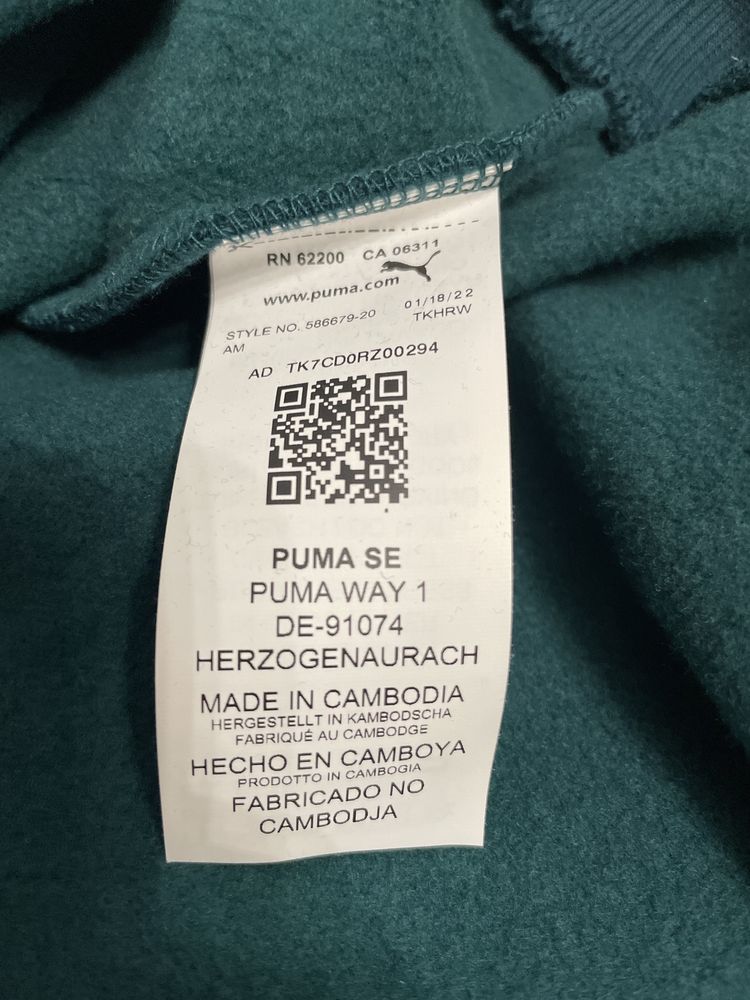 RN 62200 CA 06311
www.puma.com
STYLE NO. 586679-20 01/18/22
AM TKHRW
AD TK7CD0RZ00294
PUMA SE
PUMA WAY 1
DE-91074
HERZOGENAURACH
MADE IN CAMBODIA
HERGESTELLT IN KAMBODSCHA
FABRIQUÉ AU CAMBODGE
HECHO EN CAMBOYA
PRODOTTO IN CAMBOGIA
FABRICADO NO
CAMBODJA